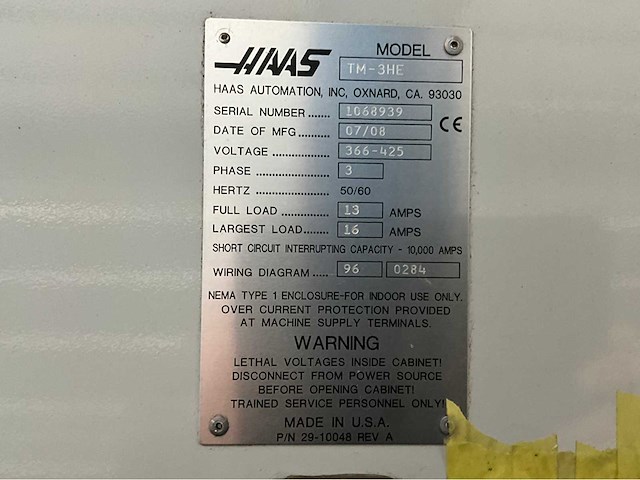 HAAS MODEL TM-3HE
HAAS AUTOMATION, INC, OXNARD, CA. 93030
SERIAL NUMBER ....... 1068939
DATE OF MFG ........... 07/08 CE
VOLTAGE .................... 366-425
PHASE ........................ 3
HERTZ ........................ 50/60
FULL LOAD .............. 13 AMPS
LARGEST LOAD........ 16 AMPS
SHORT CIRCUIT INTERRUPTING CAPACITY - 10,000 AMPS
WIRING DIAGRAM ..... 96 0284
NEMA TYPE 1 ENCLOSURE-FOR INDOOR USE ONLY.
OVER CURRENT PROTECTION PROVIDED
AT MACHINE SUPPLY TERMINALS.
WARNING
LETHAL VOLTAGES INSIDE CABINET!
DISCONNECT FROM POWER SOURCE
BEFORE OPENING CABINET!
TRAINED SERVICE PERSONNEL ONLY!
MADE IN U.S.A.
P/N 29-10048 REV A